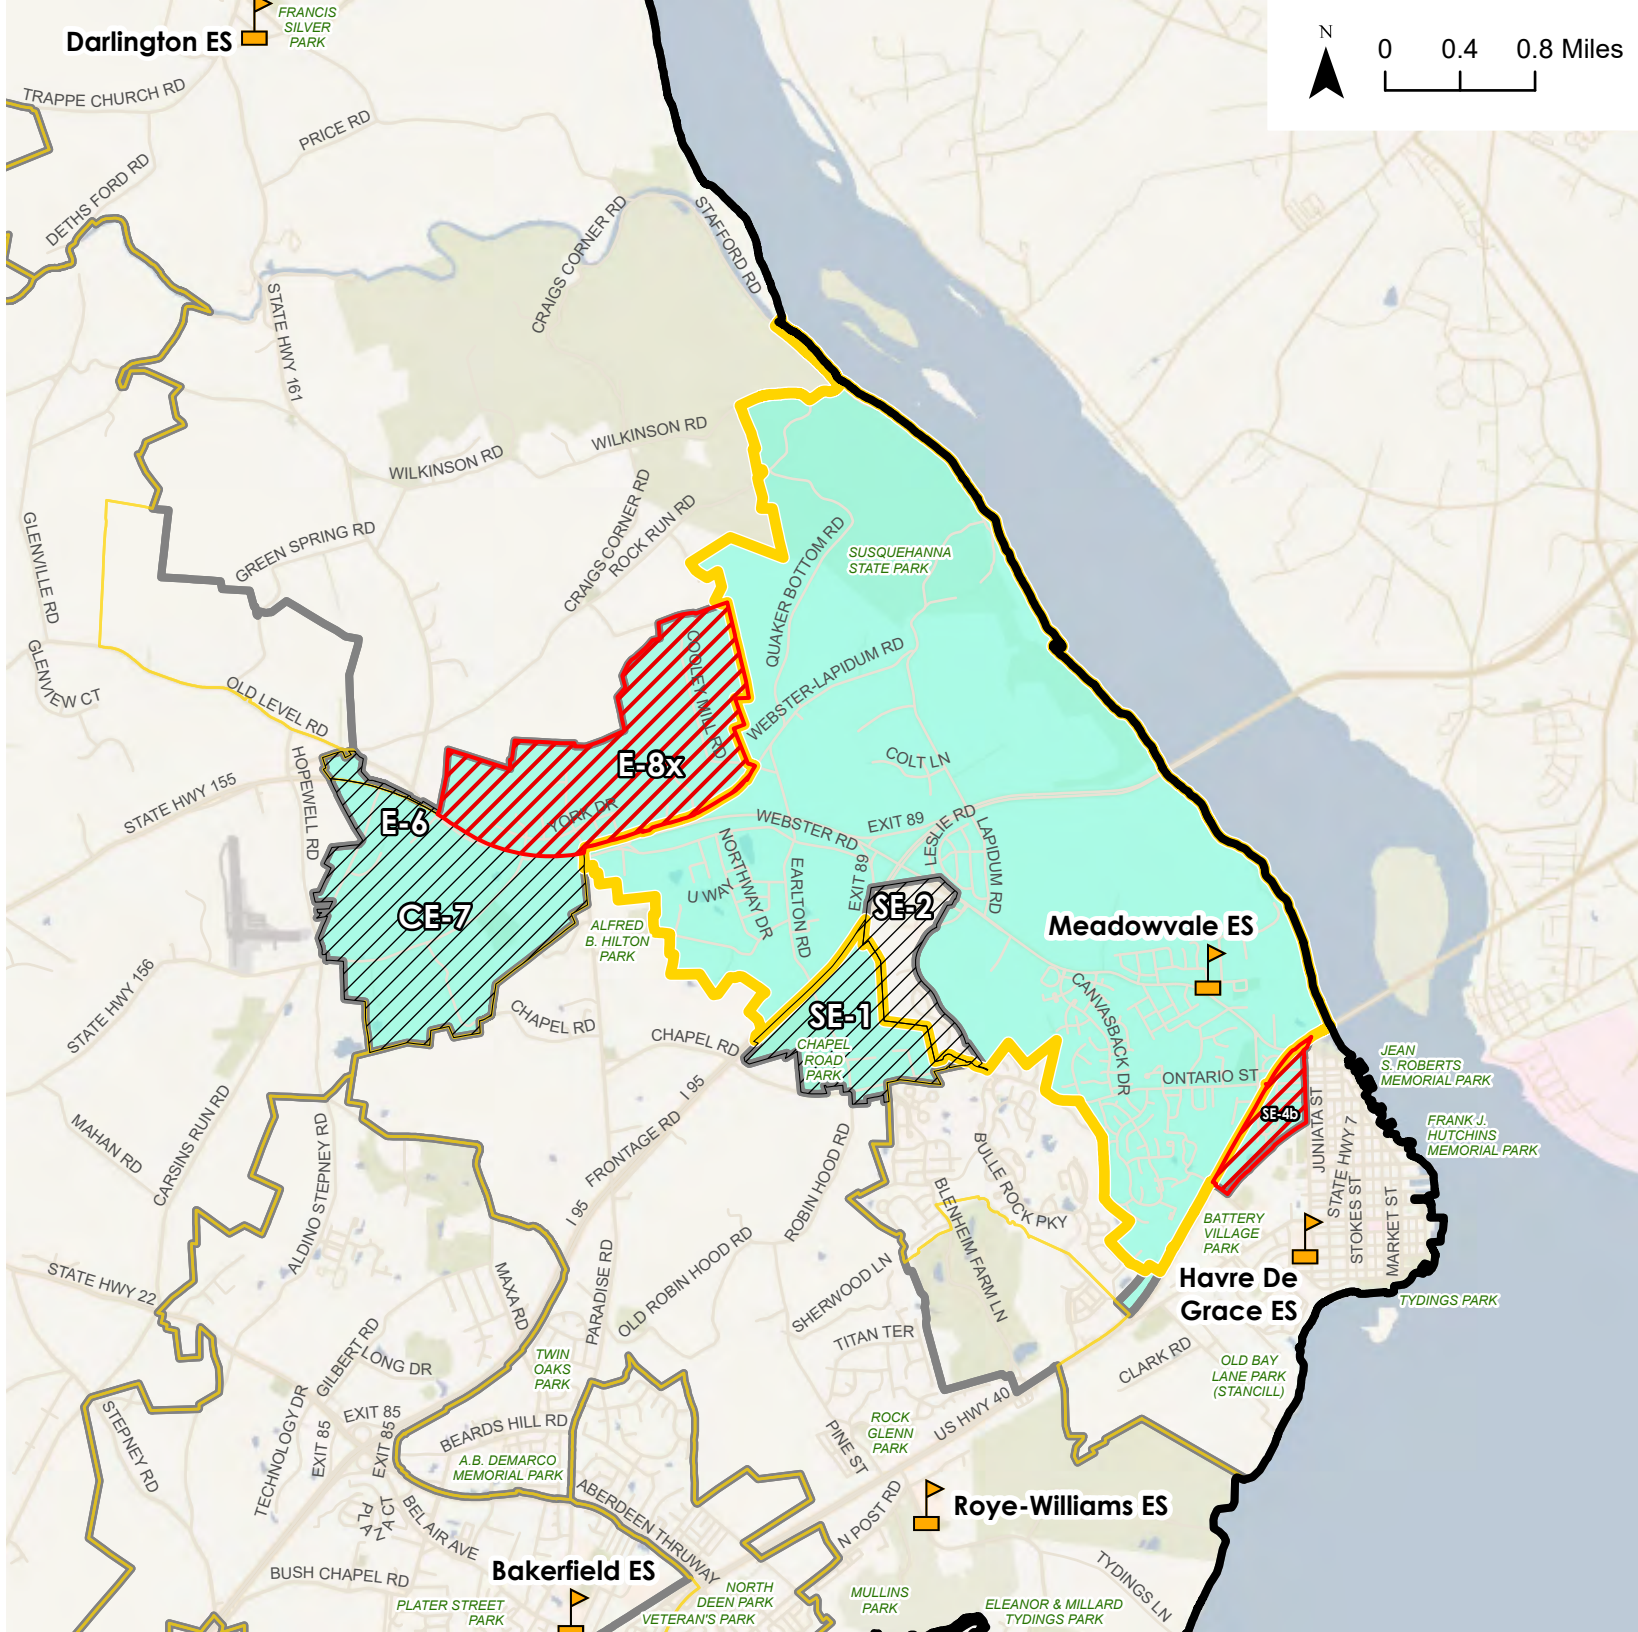 FRANCIS
SILVER
PARK
Darlington ES
N
0 0.4 0.8 Miles
TRAPPE CHURCH RD
PRICE RD
DETHS FORD RD
CRAIGS CORNER RD
STAFFORD RD
STATE HWY 161
WILKINSON RD
WILKINSON RD
CRAIGS CORNER RD
ROCK RUN RD
GLENVILLE RD
GREEN SPRING RD
QUAKER BOTTOM RD
SUSQUEHANNA
STATE PARK
GLENVIEW CT
OLD LEVEL RD
COOLEY MILL RD
WEBSTER-LAPIDUM RD
HOPEWELL RD
E-8x
COLT LN
STATE HWY 155
E-6
YORK DR
WEBSTER RD
EXIT 89
LESLIE RD
LAPIDUM RD
NORTHWAY DR
U WAY
EARLTON RD
EXIT 89
CE-7
SE-2
ALFRED
B. HILTON
PARK
Meadowvale ES
STATE HWY 156
CHAPEL RD
CHAPEL RD
SE-1
CHAPEL
ROAD
PARK
CANVASBACK DR
ONTARIO ST
JEAN
S. ROBERTS
MEMORIAL PARK
I 95
SE-4b
JUNIATA ST
STATE HWY 7
FRANK J.
HUTCHINS
MEMORIAL PARK
MAHAN RD
CARSINS RUN RD
ALDINO STEPNEY RD
FRONTAGE RD
I 95
ROBIN HOOD RD
BULLE ROCK PKY
BLENHEIM FARM LN
STOKES ST
MARKET ST
BATTERY
VILLAGE
PARK
Havre De
Grace ES
TYDINGS PARK
STATE HWY 22
MAXA RD
PARADISE RD
OLD ROBIN HOOD RD
SHERWOOD LN
TITAN TER
CLARK RD
OLD BAY
LANE PARK
(STANCILL)
GILBERT RD
LONG DR
TWIN
OAKS
PARK
STEPNEY RD
TECHNOLOGY DR
EXIT 85
EXIT 85
EXIT 85
BEARDS HILL RD
A.B. DEMARCO
MEMORIAL PARK
PINE ST
ROCK
GLENN
PARK
US HWY 40
PLAZA CT
BEL AIR AVE
ABERDEEN THRUWAY
N POST RD
Roye-Williams ES
BUSH CHAPEL RD
Bakerfield ES
PLATER STREET
PARK
NORTH
DEEN PARK
VETERAN'S PARK
MULLINS
PARK
ELEANOR & MILLARD
TYDINGS PARK
TYDINGS LN